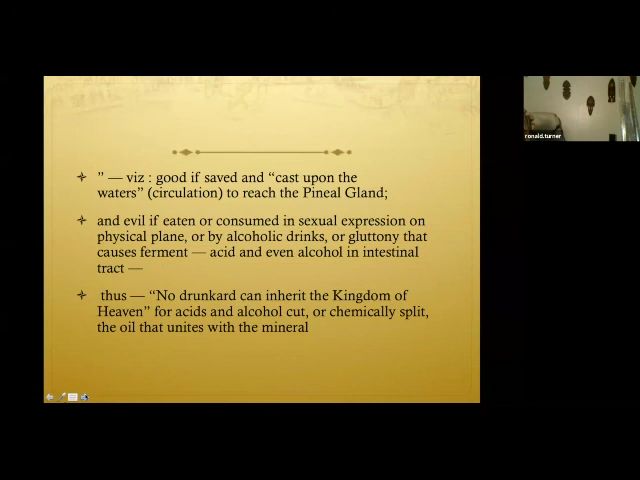 ” — viz : good if saved and “cast upon the
waters” (circulation) to reach the Pineal Gland;
and evil if eaten or consumed in sexual expression on
physical plane, or by alcoholic drinks, or gluttony that
causes ferment — acid and even alcohol in intestinal
tract —
thus — “No drunkard can inherit the Kingdom of
Heaven” for acids and alcohol cut, or chemically split,
the oil that unites with the mineral
ronald.turner